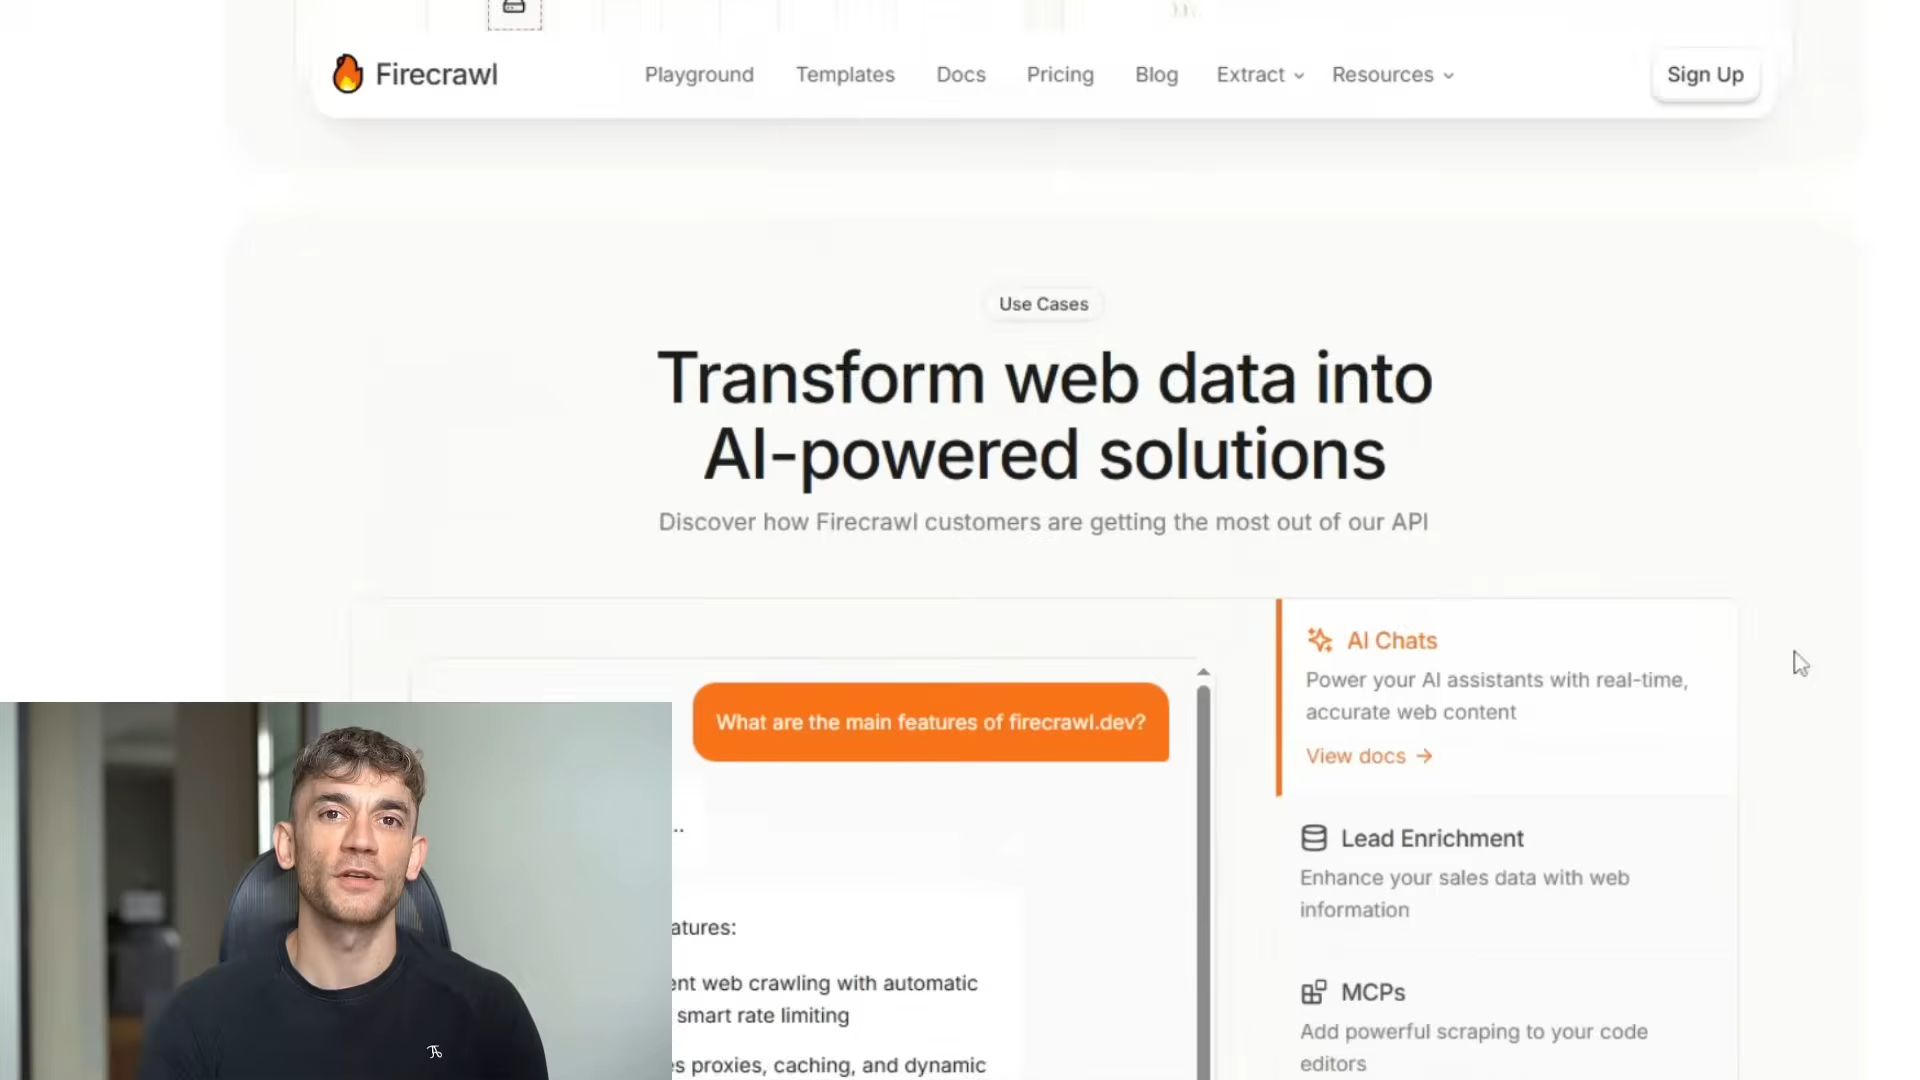 Firecrawl
Playground
Templates
Docs
Pricing
Blog
Extract
Resources
Sign Up
Use Cases
Transform web data into
AI-powered solutions
Discover how Firecrawl customers are getting the most out of our API
What are the main features of firecrawl.dev?
..
atures:
ent web crawling with automatic
smart rate limiting
es proxies, caching, and dynamic
AI Chats
Power your AI assistants with real-time,
accurate web content
View docs →
Lead Enrichment
Enhance your sales data with web
information
MCPs
Add powerful scraping to your code
editors